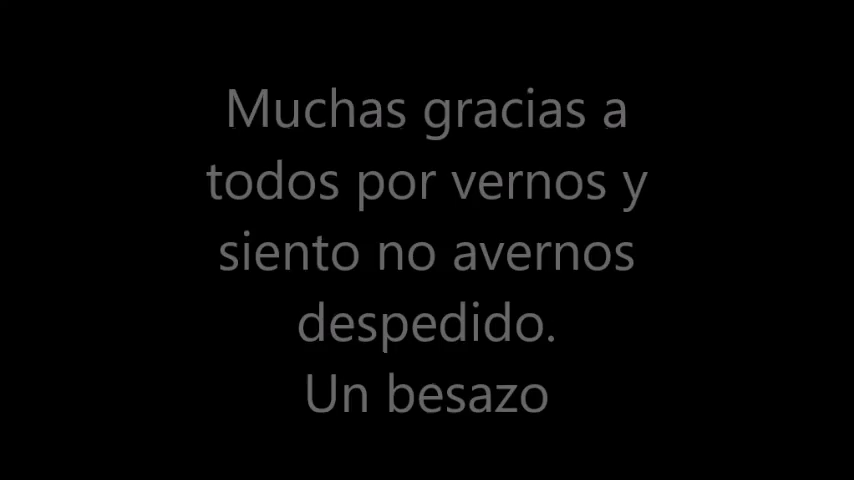 Muchas gracias a
todos por vernos y
siento no avernos
despedido.
Un besazo